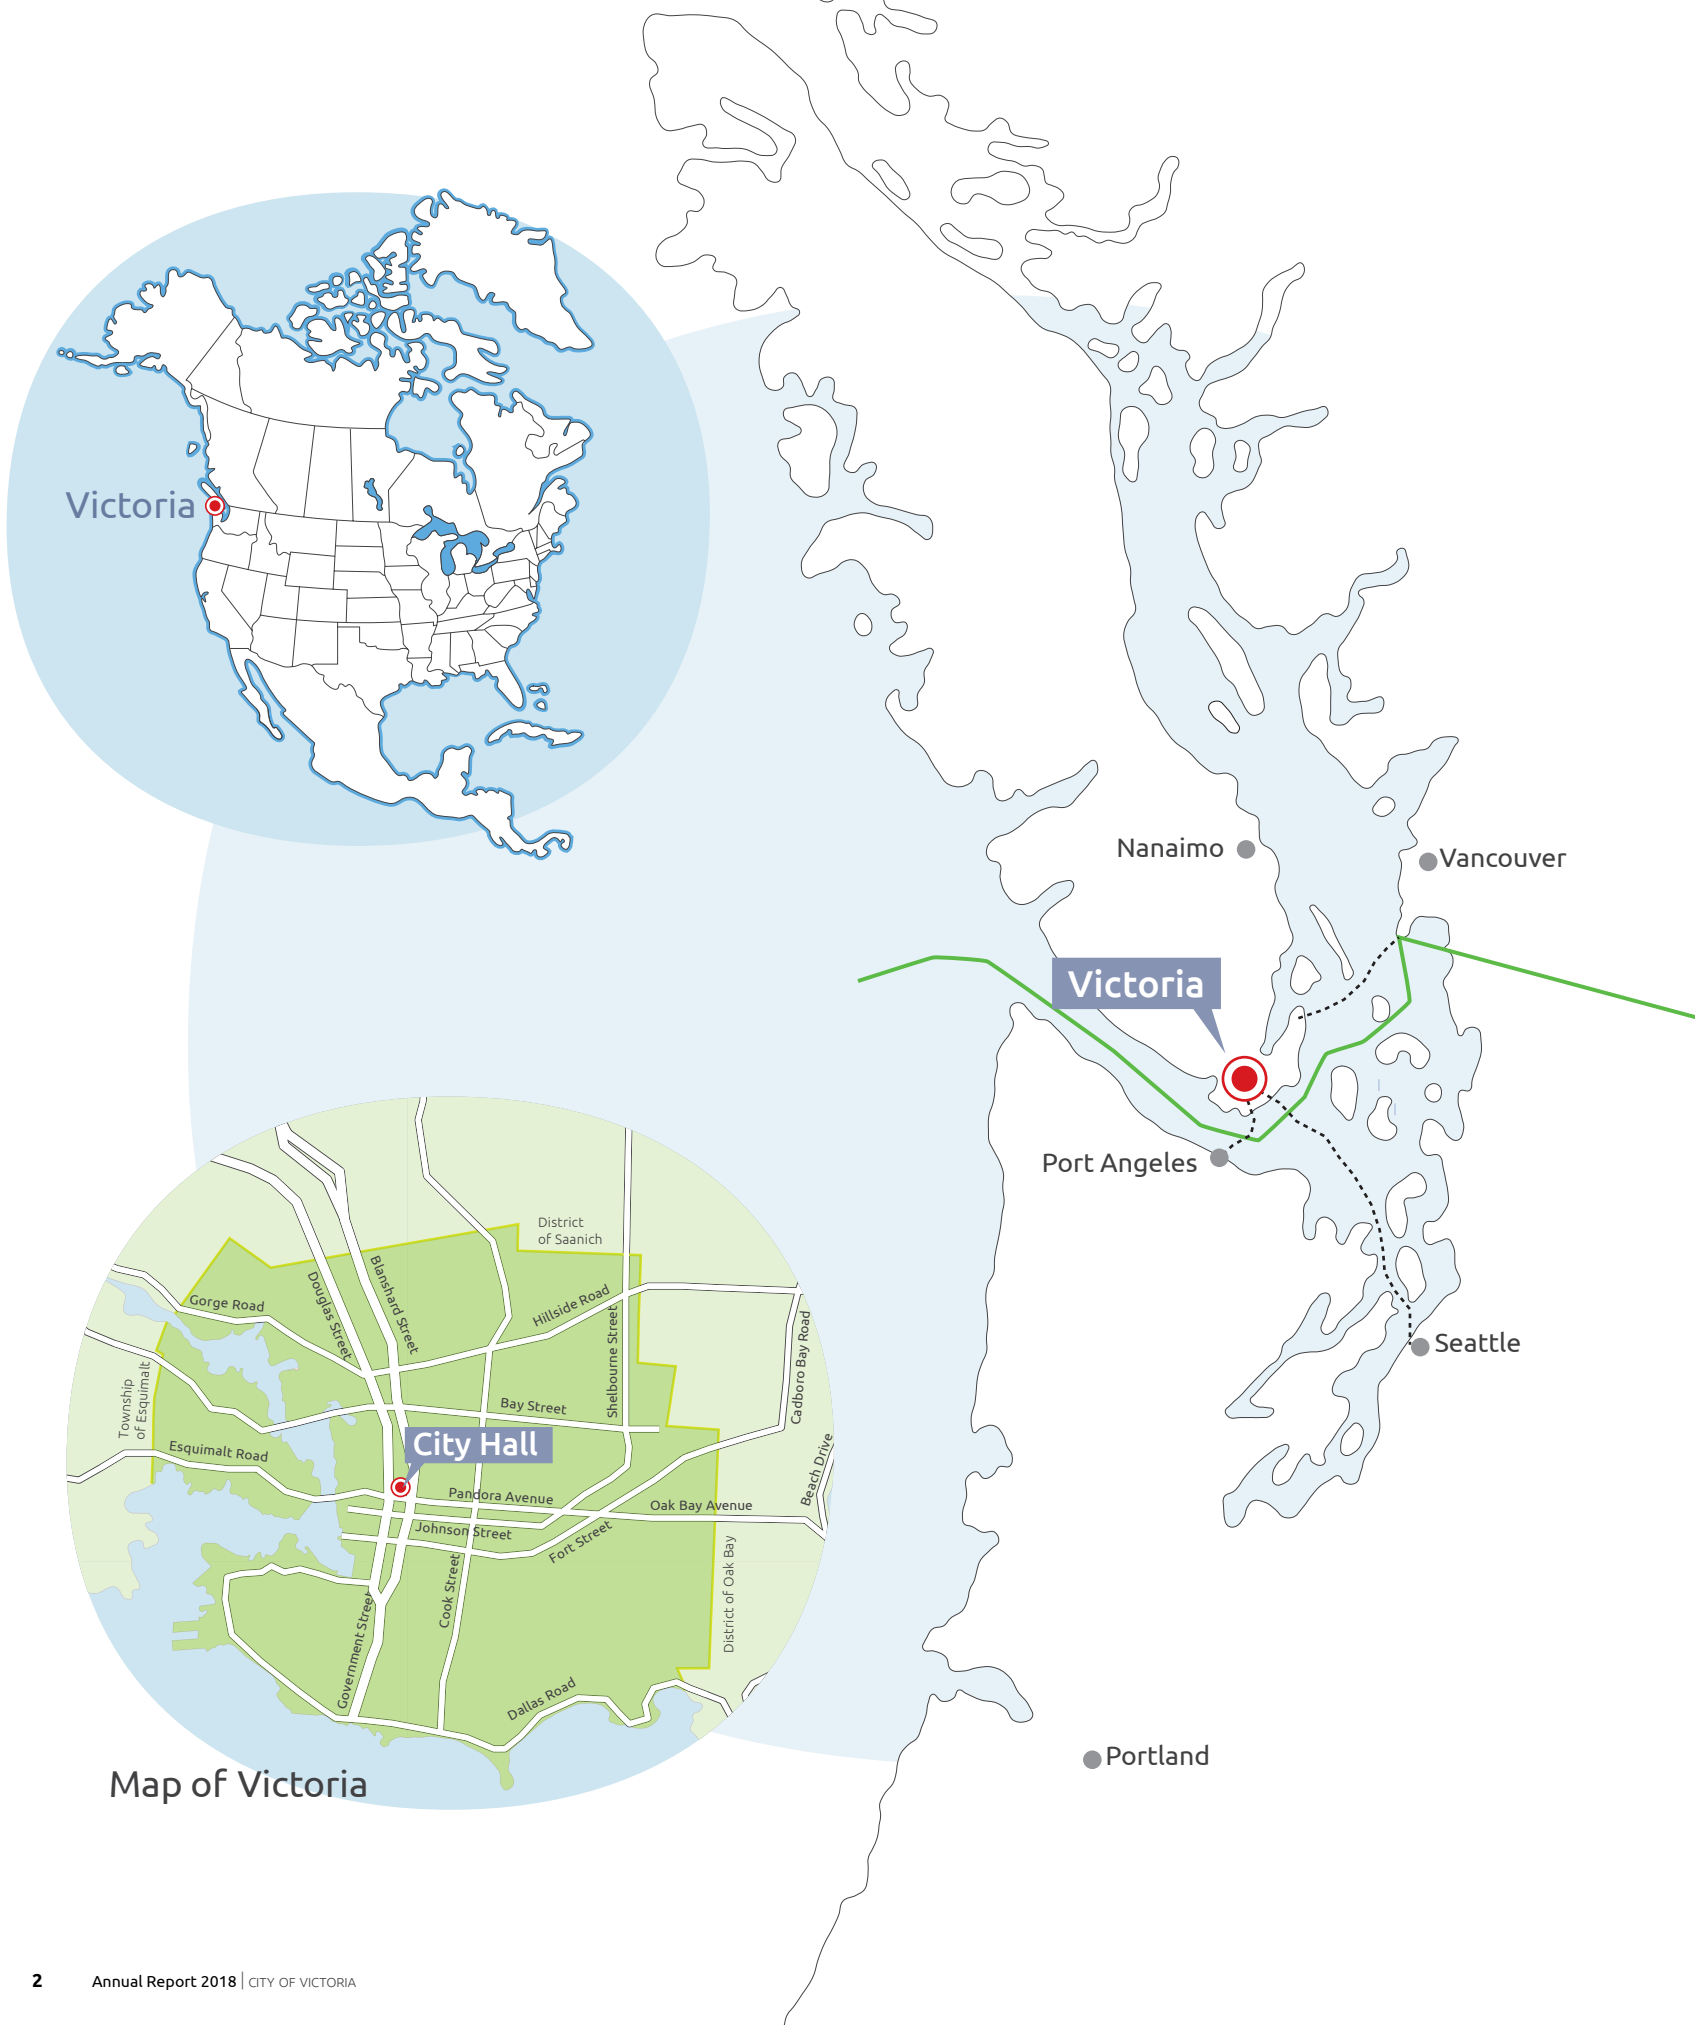 Victoria
Nanaimo
Vancouver
Victoria
Port Angeles
Seattle
Portland
District
of Saanich
Blanshard Street
Douglas Street
Gorge Road
Hillside Road
Shelbourne Street
Cadboro Bay Road
Township
of Esquimalt
Bay Street
City Hall
Esquimalt Road
Beach Drive
Pandora Avenue
Oak Bay Avenue
Johnson Street
Fort Street
Cook Street
District of Oak Bay
Government Street
Dallas Road
Map of Victoria
2 Annual Report 2018 | CITY OF VICTORIA